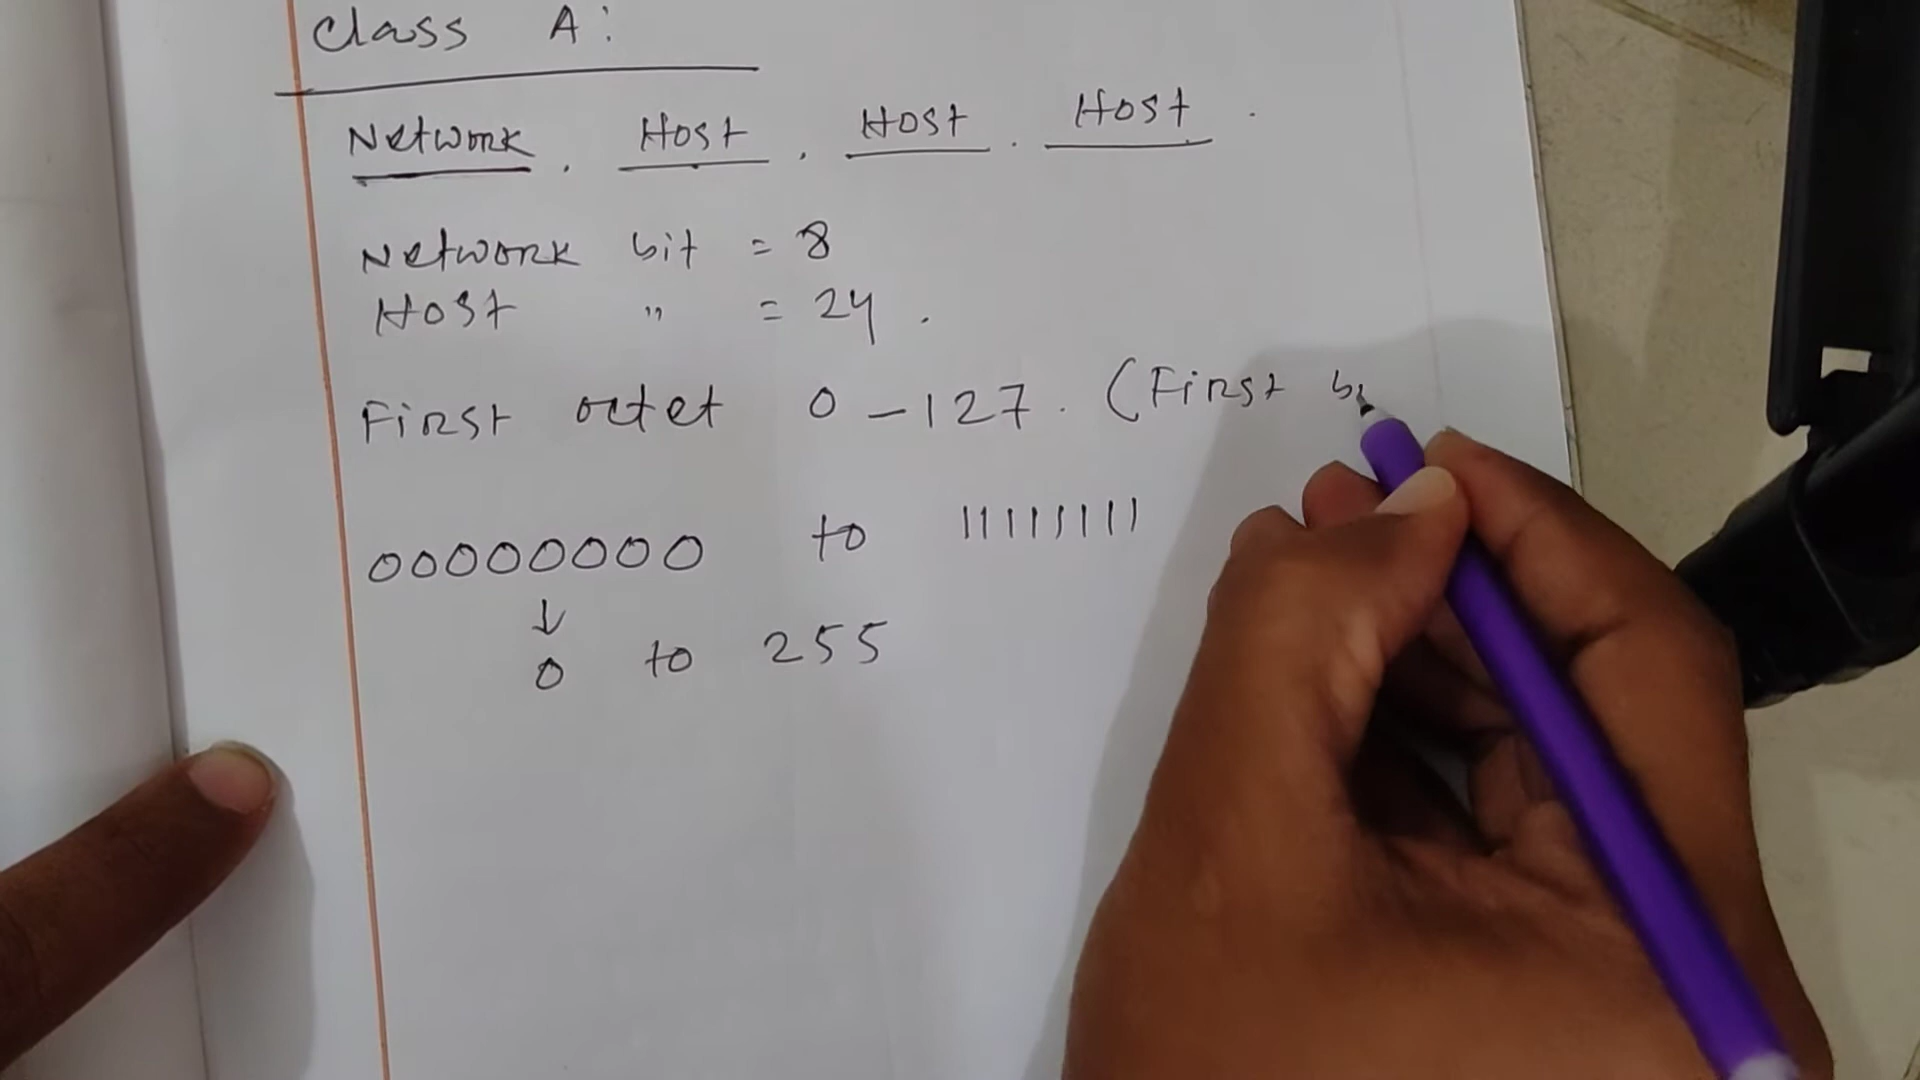 Class A:
Network . Host . Host . Host .
Network bit = 8
Host " = 24 .
First octet 0 – 127. (First bi
00000000 to 11111111
↓
0 to 255